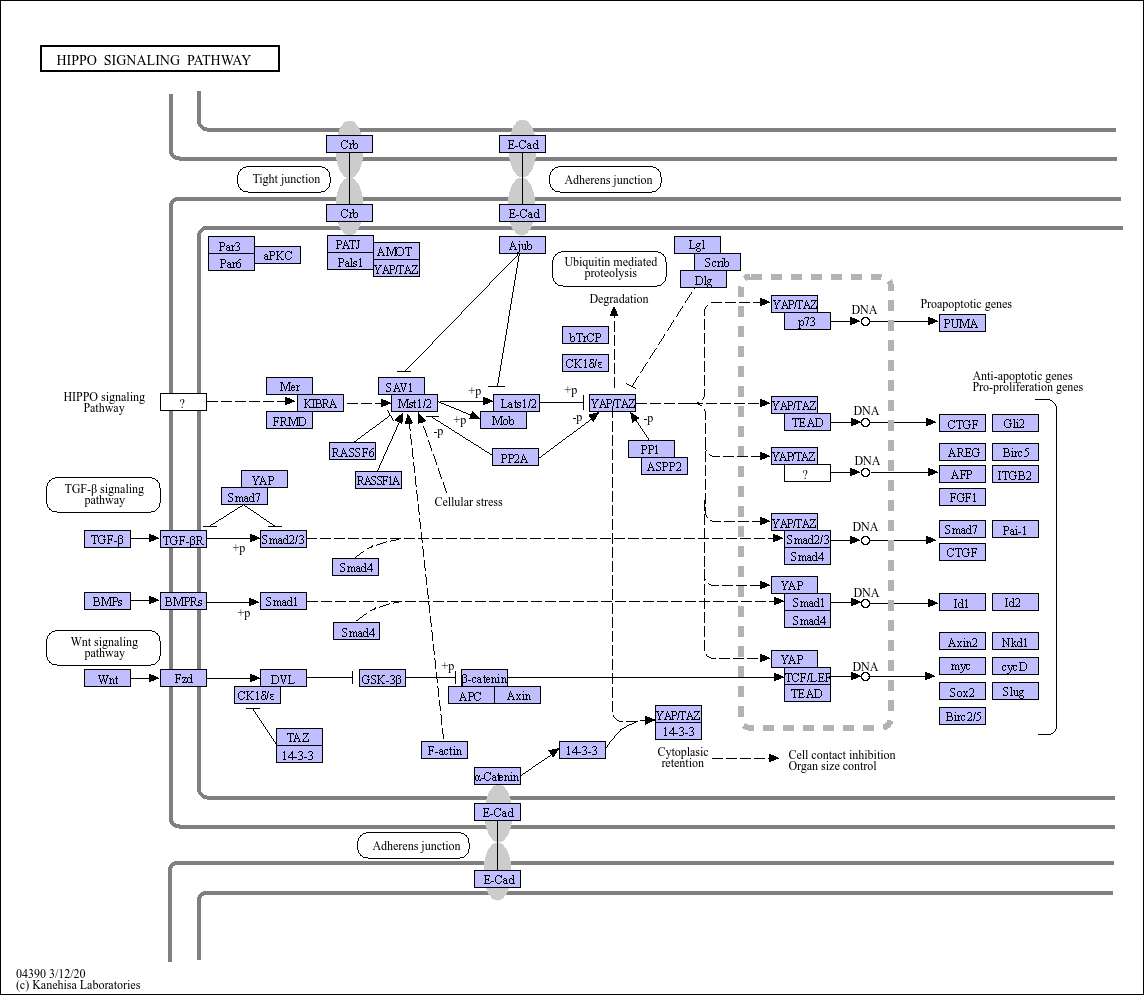 HIPPO SIGNALING PATHWAY
Crb
E-Cad
Tight junction
Adherens junction
Crb
E-Cad
Par3
Par6
aPKC
PATJ
Pals1
AMOT
YAP/TAZ
Ajub
Ubiquitin mediated
proteolysis
Lgl
Scrib
Dlg
Degradation
bTrCP
CK1δ/ε
YAP/TAZ
p73
DNA
Proapoptotic genes
PUMA
Anti-apoptotic genes
Pro-proliferation genes
HIPPO signaling
Pathway
?
Mer
KIBRA
FRMD
SAV1
Mst1/2
+p
+p
Lats1/2
Mob
+p
-p
-p
YAP/TAZ
-p
YAP/TAZ
TEAD
DNA
CTGF
Gli2
RASSF6
RASSF1A
PP2A
PP1
ASPP2
Cellular stress
YAP/TAZ
?
DNA
AREG
Birc5
AFP
ITGB2
FGF1
TGF-β signaling
pathway
YAP
Smad7
TGF-β
TGF-βR
+p
Smad2/3
Smad4
YAP/TAZ
Smad2/3
Smad4
DNA
Smad7
Pai-1
CTGF
BMPs
BMPRs
+p
Smad1
Smad4
YAP
Smad1
Smad4
DNA
Id1
Id2
Wnt signaling
pathway
Wnt
Fzd
DVL
CK1δ/ε
GSK-3β
+p
β-catenin
APC
Axin
YAP
TCF/LEF
TEAD
DNA
Axin2
Nkd1
myc
cycD
Sox2
Slug
Birc2/5
TAZ
14-3-3
F-actin
14-3-3
YAP/TAZ
14-3-3
Cytoplasic
retention
Cell contact inhibition
Organ size control
α-Catenin
E-Cad
Adherens junction
E-Cad
04390 3/12/20
(c) Kanehisa Laboratories